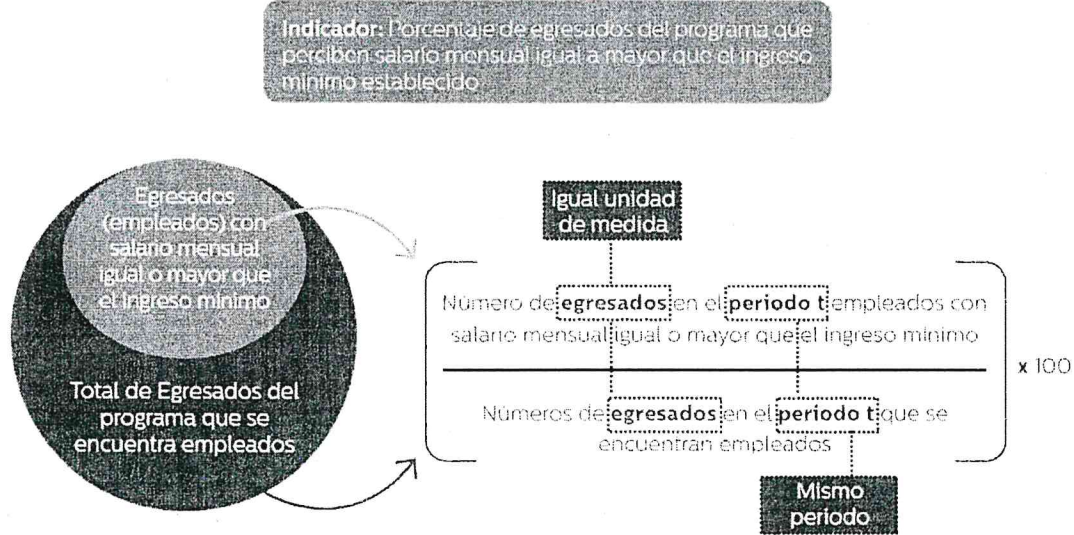 Indicador: Porcentaje de egresados del programa que
perciben salario mensual igual a mayor que el ingreso
mínimo establecido
Egresados
(empleados) con
salario mensual
igual o mayor que
el ingreso mínimo
Total de Egresados del
programa que se
encuentra empleados
Igual unidad
de medida
Número de egresados en el periodo t empleados con
salario mensual igual o mayor que el ingreso mínimo
x 100
Números de egresados en el periodo t que se
encuentran empleados
Mismo
periodo